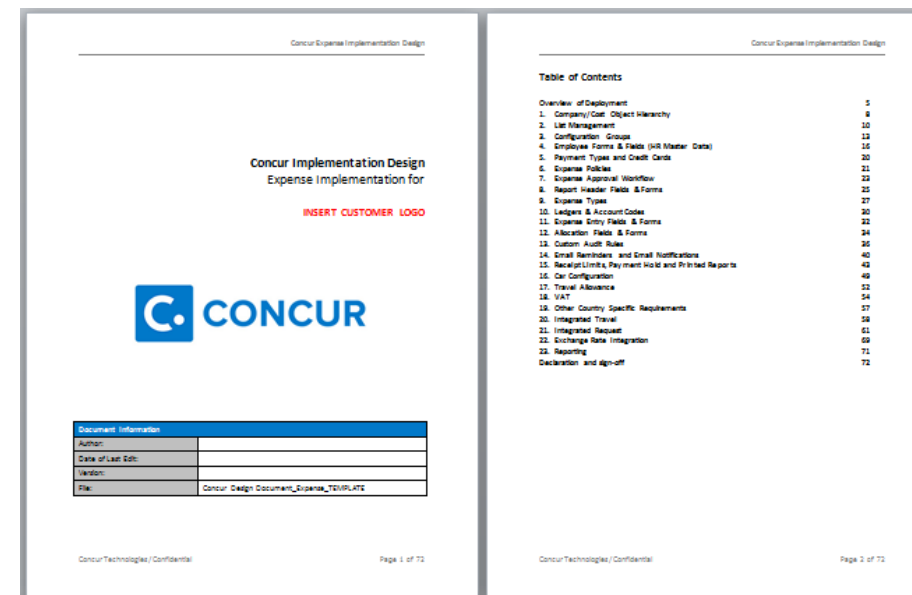 Concur Expense Implementation Design
Concur Implementation Design
Expense Implementation for
INSERT CUSTOMER LOGO
C. CONCUR
Document Information
Author:
Date of Last Edit:
Version:
File: Concur Design Document_Expense_TEMPLATE
Concur Technologies/Confidential Page 1 of 72
Concur Expense Implementation Design
Table of Contents
Overview of Deployment 5
1. Company/Cost Object Hierarchy 8
2. List Management 10
3. Configuration Groups 13
4. Employee Forms & Fields (HR Master Data) 16
5. Payment Types and Credit Cards 20
6. Expense Policies 21
7. Expense Approval Workflow 23
8. Report Header Fields & Forms 25
9. Expense Types 27
10. Ledgers & Account Codes 30
11. Expense Entry Fields & Forms 32
12. Allocation Fields & Forms 34
13. Custom Audit Rules 36
14. Email Reminders and Email Notifications 40
15. Receipt Limits, Payment Hold and Printed Reports 43
16. Car Configuration 49
17. Travel Allowance 52
18. VAT 54
19. Other Country Specific Requirements 57
20. Integrated Travel 58
21. Integrated Request 61
22. Exchange Rate Integration 69
23. Reporting 71
Declaration and sign-off 72
Concur Technologies/Confidential Page 2 of 72